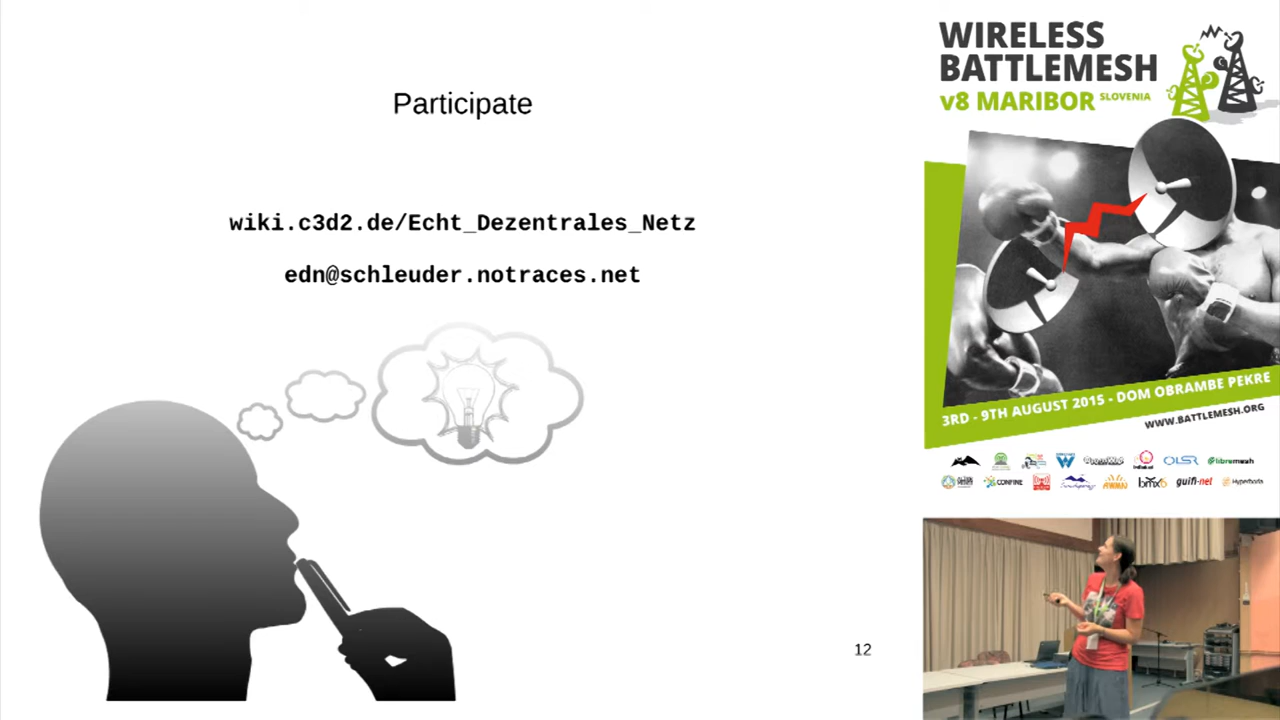 Participate
wiki.c3d2.de/Echt_Dezentrales_Netz
edn@schleuder.notraces.net
12
WIRELESS
BATTLEMESH
v8 MARIBOR SLOVENIA
3RD - 9TH AUGUST 2015 - DOM OBRAMBE PEKRE
WWW.BATTLEMESH.ORG
OLSR libremesh
CONFINE bmx6 guifi·net Hyperboria